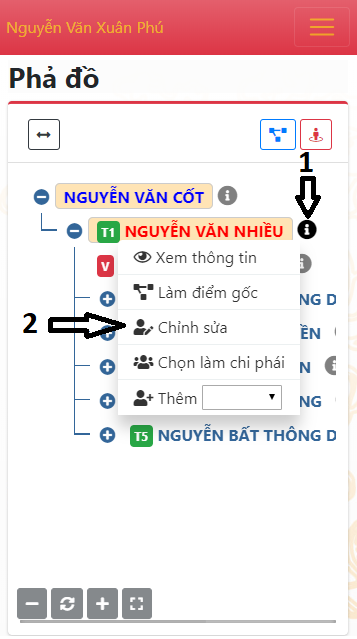 Nguyễn Văn Xuân Phú
Phả đồ
1
NGUYỄN VĂN CỐT
T1 NGUYỄN VĂN NHIỀU
V
Xem thông tin
Làm điểm gốc
NG D
2
Chỉnh sửa
ỀN
Chọn làm chi phái
N
Thêm
NG
T5 NGUYỄN BẤT THÔNG D